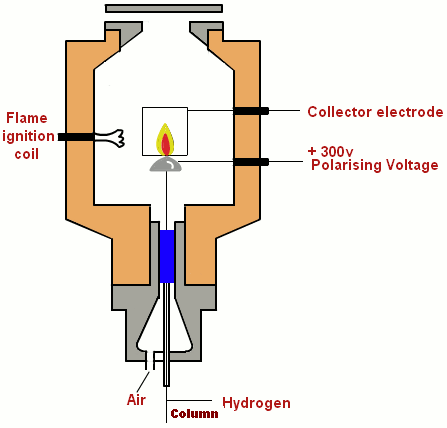 Flame
ignition
coil
Collector electrode
+ 300v
Polarising Voltage
Air
Hydrogen
Column